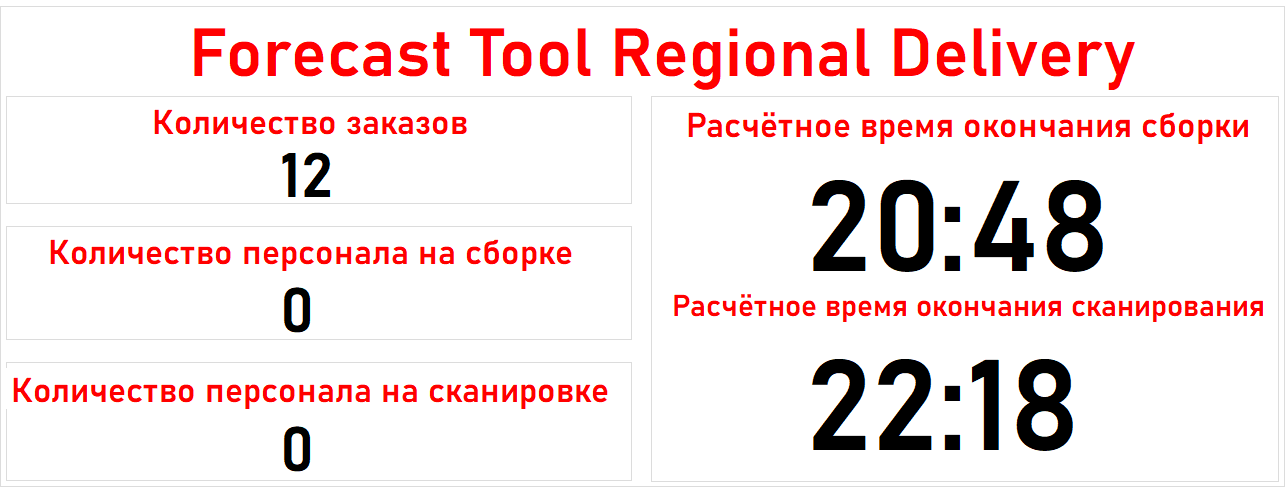 Forecast Tool Regional Delivery
Количество заказов
12
Количество персонала на сборке
0
Количество персонала на сканировке
0
Расчётное время окончания сборки
20:48
Расчётное время окончания сканирования
22:18